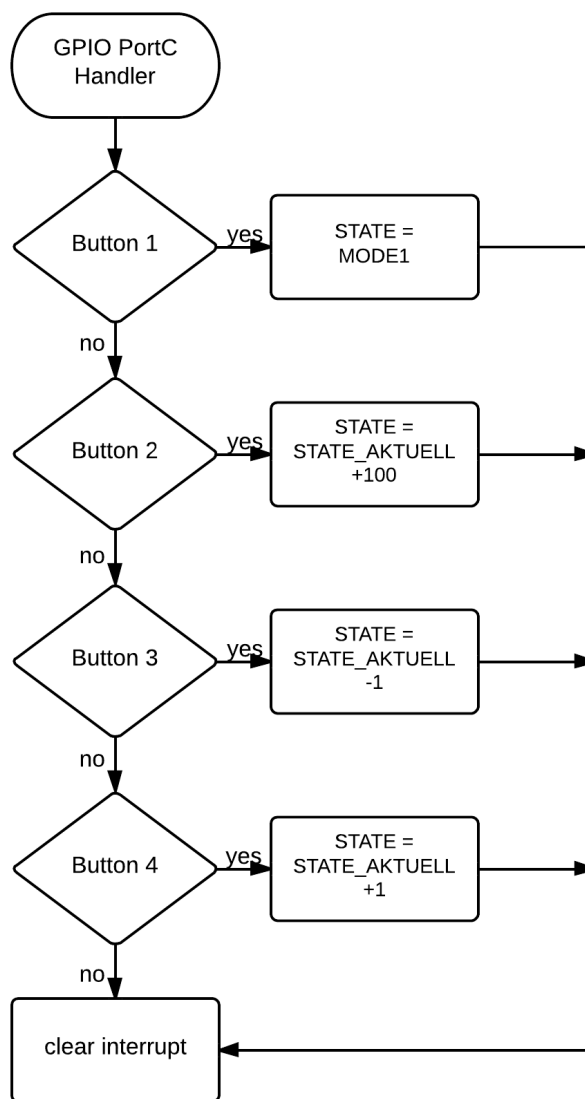 GPIO PortC
Handler
Button 1
yes
STATE =
MODE1
no
Button 2
yes
STATE =
STATE_AKTUELL
+100
no
Button 3
yes
STATE =
STATE_AKTUELL
-1
no
Button 4
yes
STATE =
STATE_AKTUELL
+1
no
clear interrupt